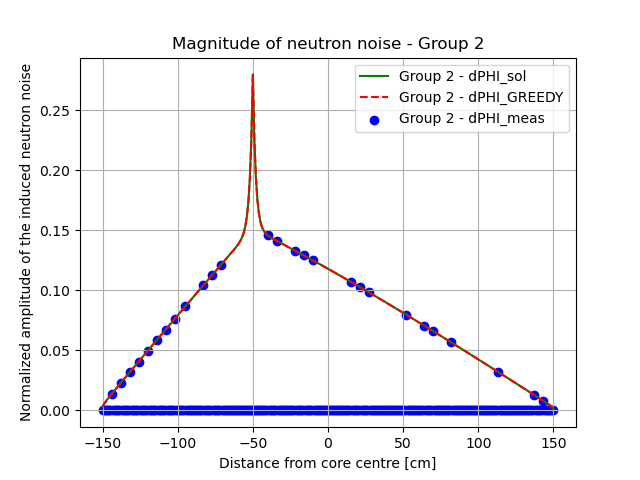 Magnitude of neutron noise - Group 2
Normalized amplitude of the induced neutron noise
0.25
0.20
0.15
0.10
0.05
0.00
Group 2 - dPHI_sol
Group 2 - dPHI_GREEDY
Group 2 - dPHI_meas
−150 −100 −50 0 50 100 150
Distance from core centre [cm]